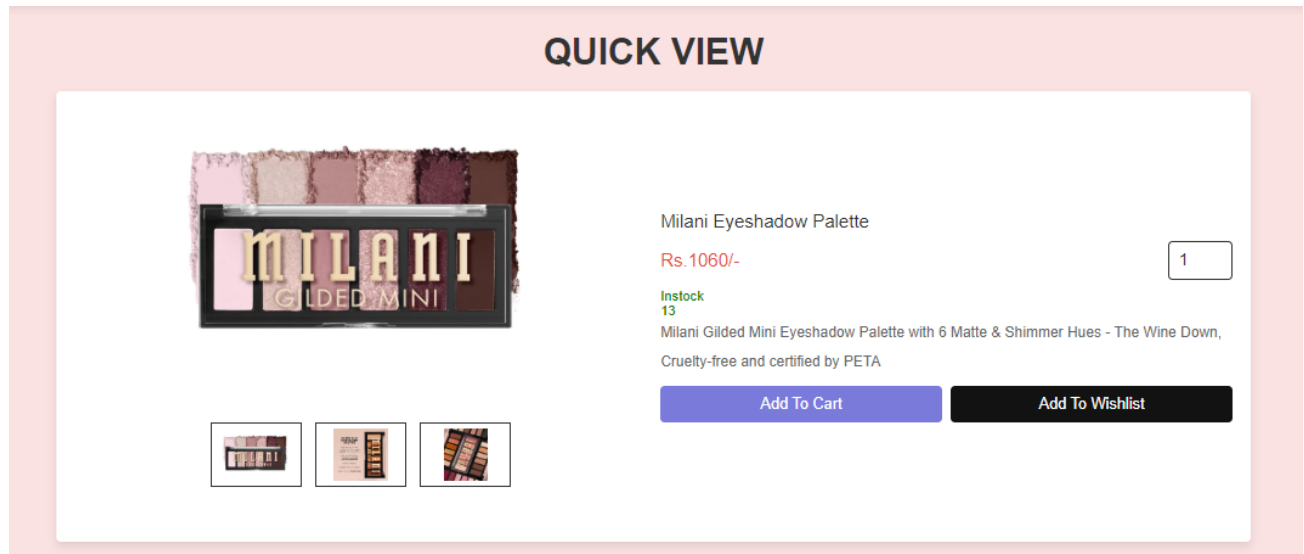 QUICK VIEW
MILANI
GILDED MINI
Milani Eyeshadow Palette
Rs.1060/-
1
Instock
13
Milani Gilded Mini Eyeshadow Palette with 6 Matte & Shimmer Hues - The Wine Down,
Cruelty-free and certified by PETA
Add To Cart
Add To Wishlist
MILANI